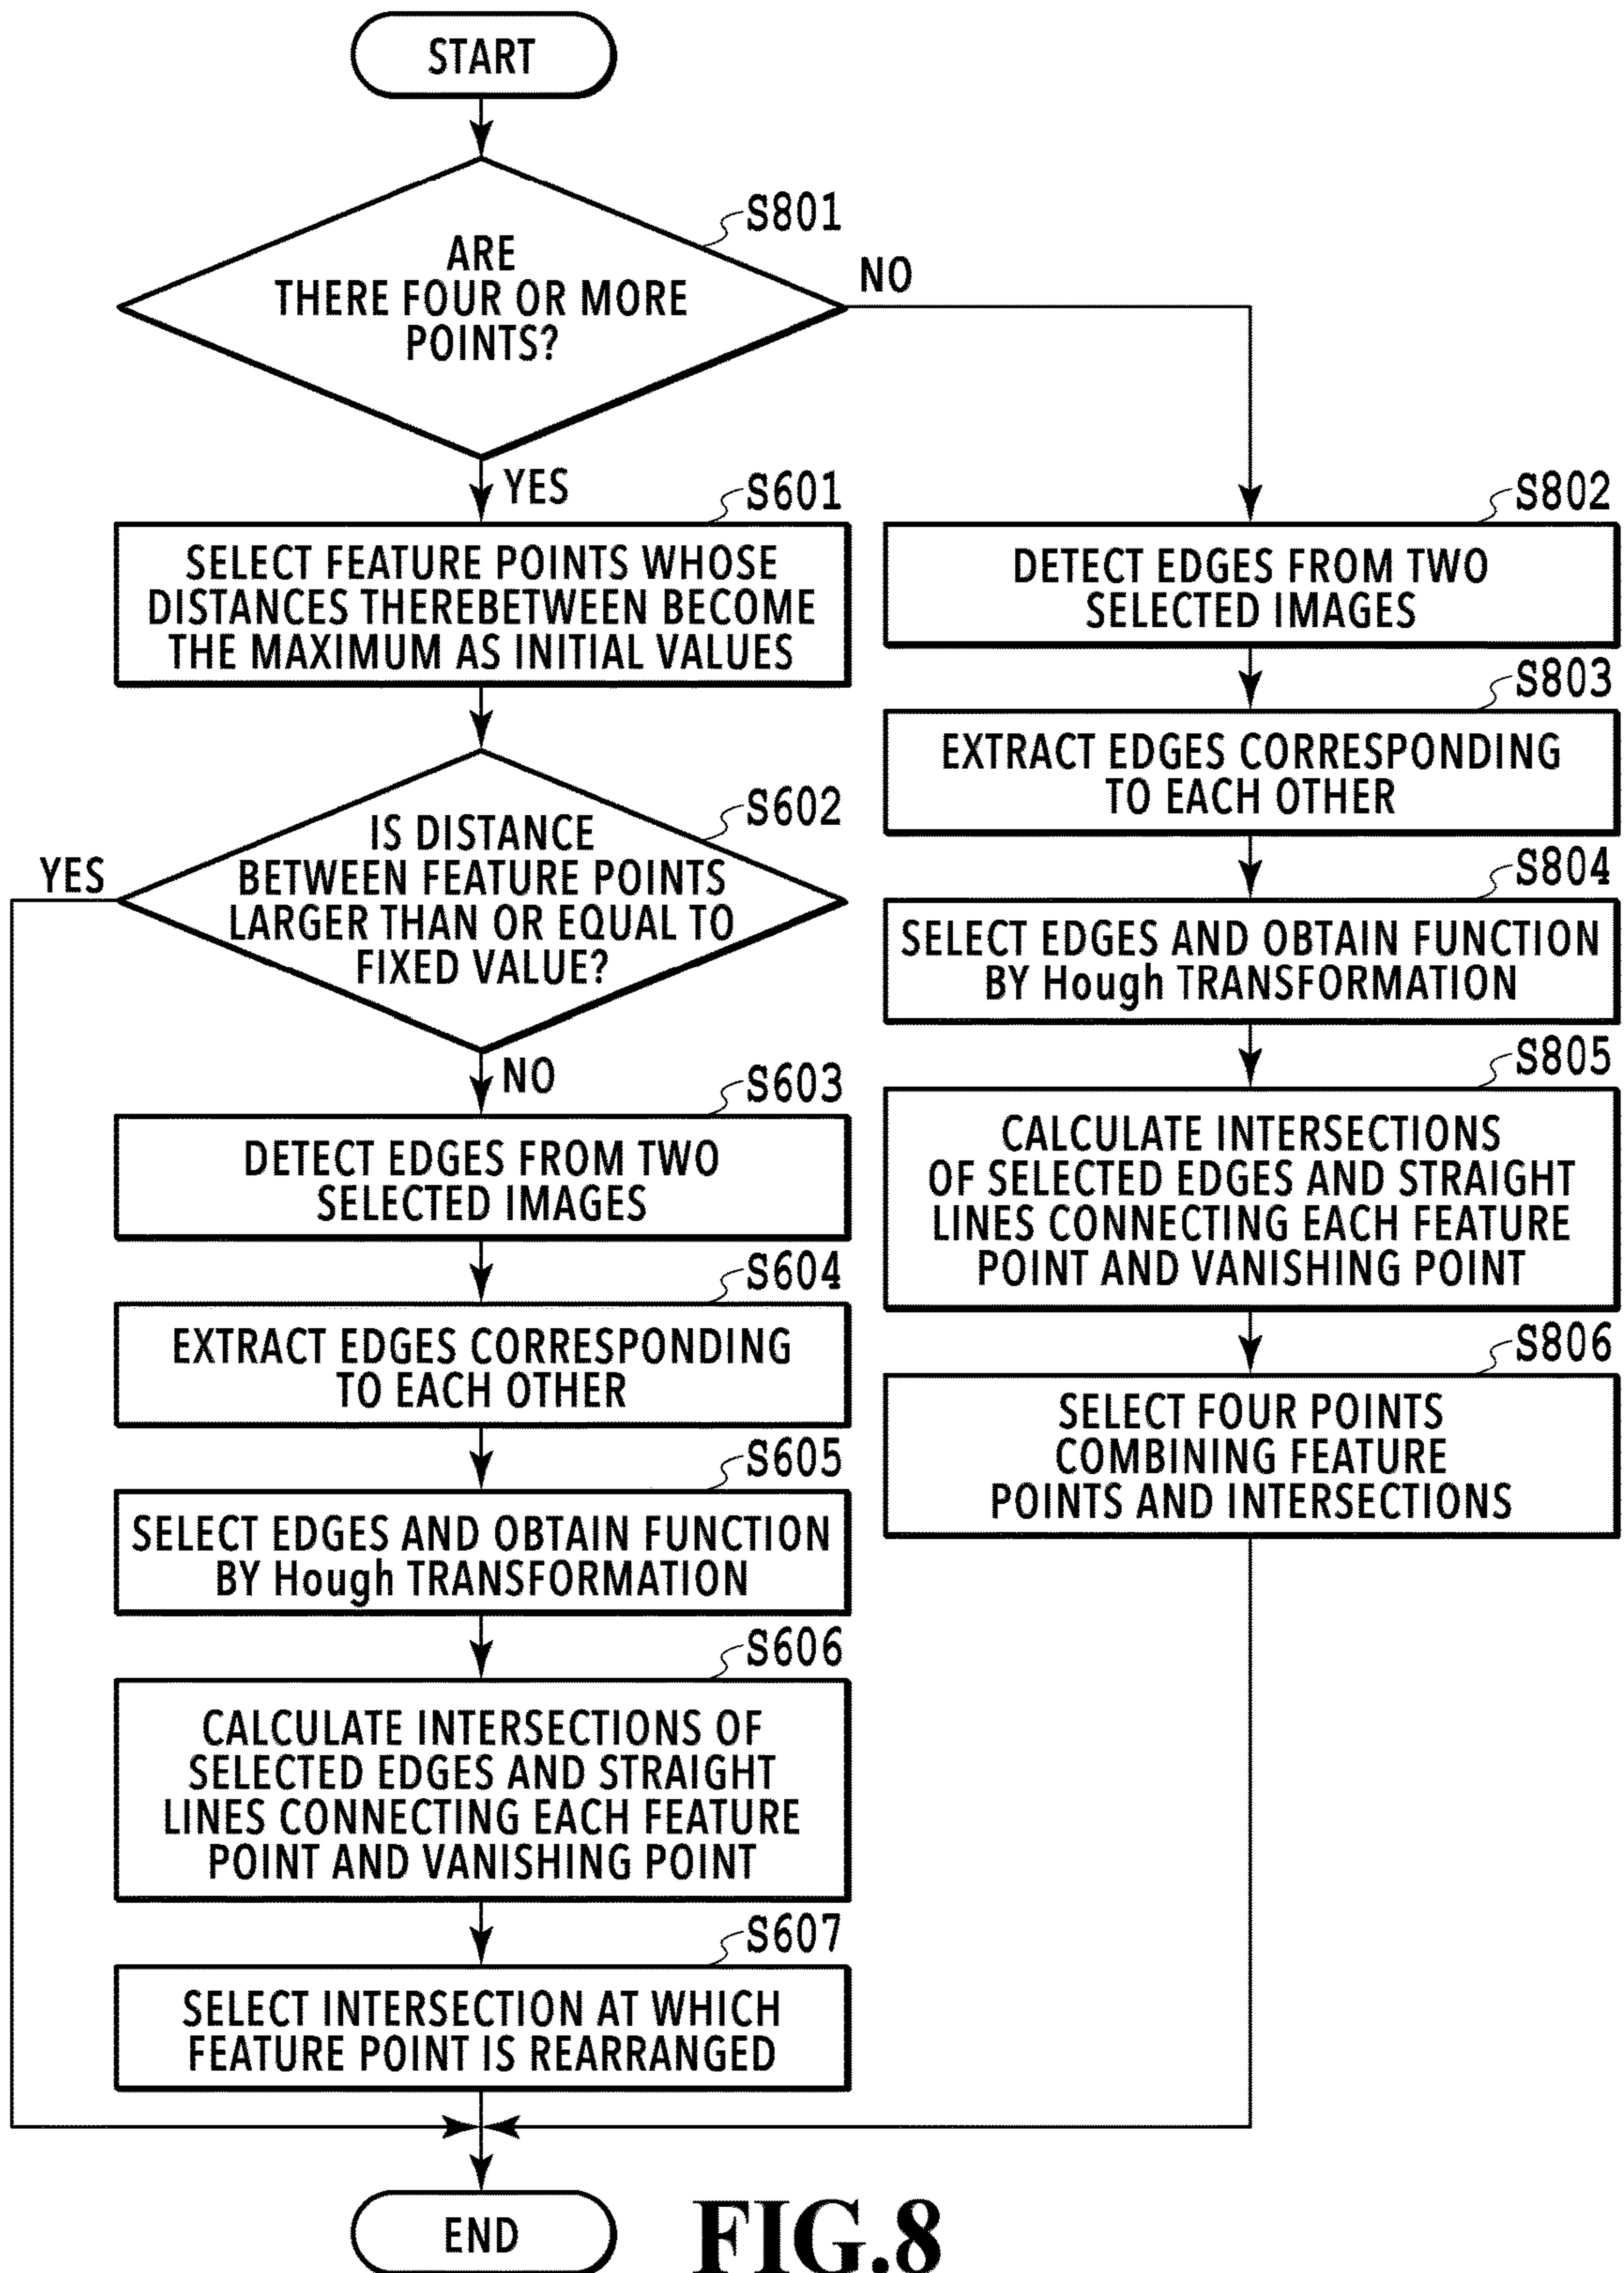 START
S801
ARE
THERE FOUR OR MORE
POINTS?
NO
YES
S601
SELECT FEATURE POINTS WHOSE
DISTANCES THEREBETWEEN BECOME
THE MAXIMUM AS INITIAL VALUES
S602
IS DISTANCE
BETWEEN FEATURE POINTS
LARGER THAN OR EQUAL TO
FIXED VALUE?
YES
NO
S603
DETECT EDGES FROM TWO
SELECTED IMAGES
S604
EXTRACT EDGES CORRESPONDING
TO EACH OTHER
S605
SELECT EDGES AND OBTAIN FUNCTION
BY Hough TRANSFORMATION
S606
CALCULATE INTERSECTIONS OF
SELECTED EDGES AND STRAIGHT
LINES CONNECTING EACH FEATURE
POINT AND VANISHING POINT
S607
SELECT INTERSECTION AT WHICH
FEATURE POINT IS REARRANGED
S802
DETECT EDGES FROM TWO
SELECTED IMAGES
S803
EXTRACT EDGES CORRESPONDING
TO EACH OTHER
S804
SELECT EDGES AND OBTAIN FUNCTION
BY Hough TRANSFORMATION
S805
CALCULATE INTERSECTIONS
OF SELECTED EDGES AND STRAIGHT
LINES CONNECTING EACH FEATURE
POINT AND VANISHING POINT
S806
SELECT FOUR POINTS
COMBINING FEATURE
POINTS AND INTERSECTIONS
END
FIG.8